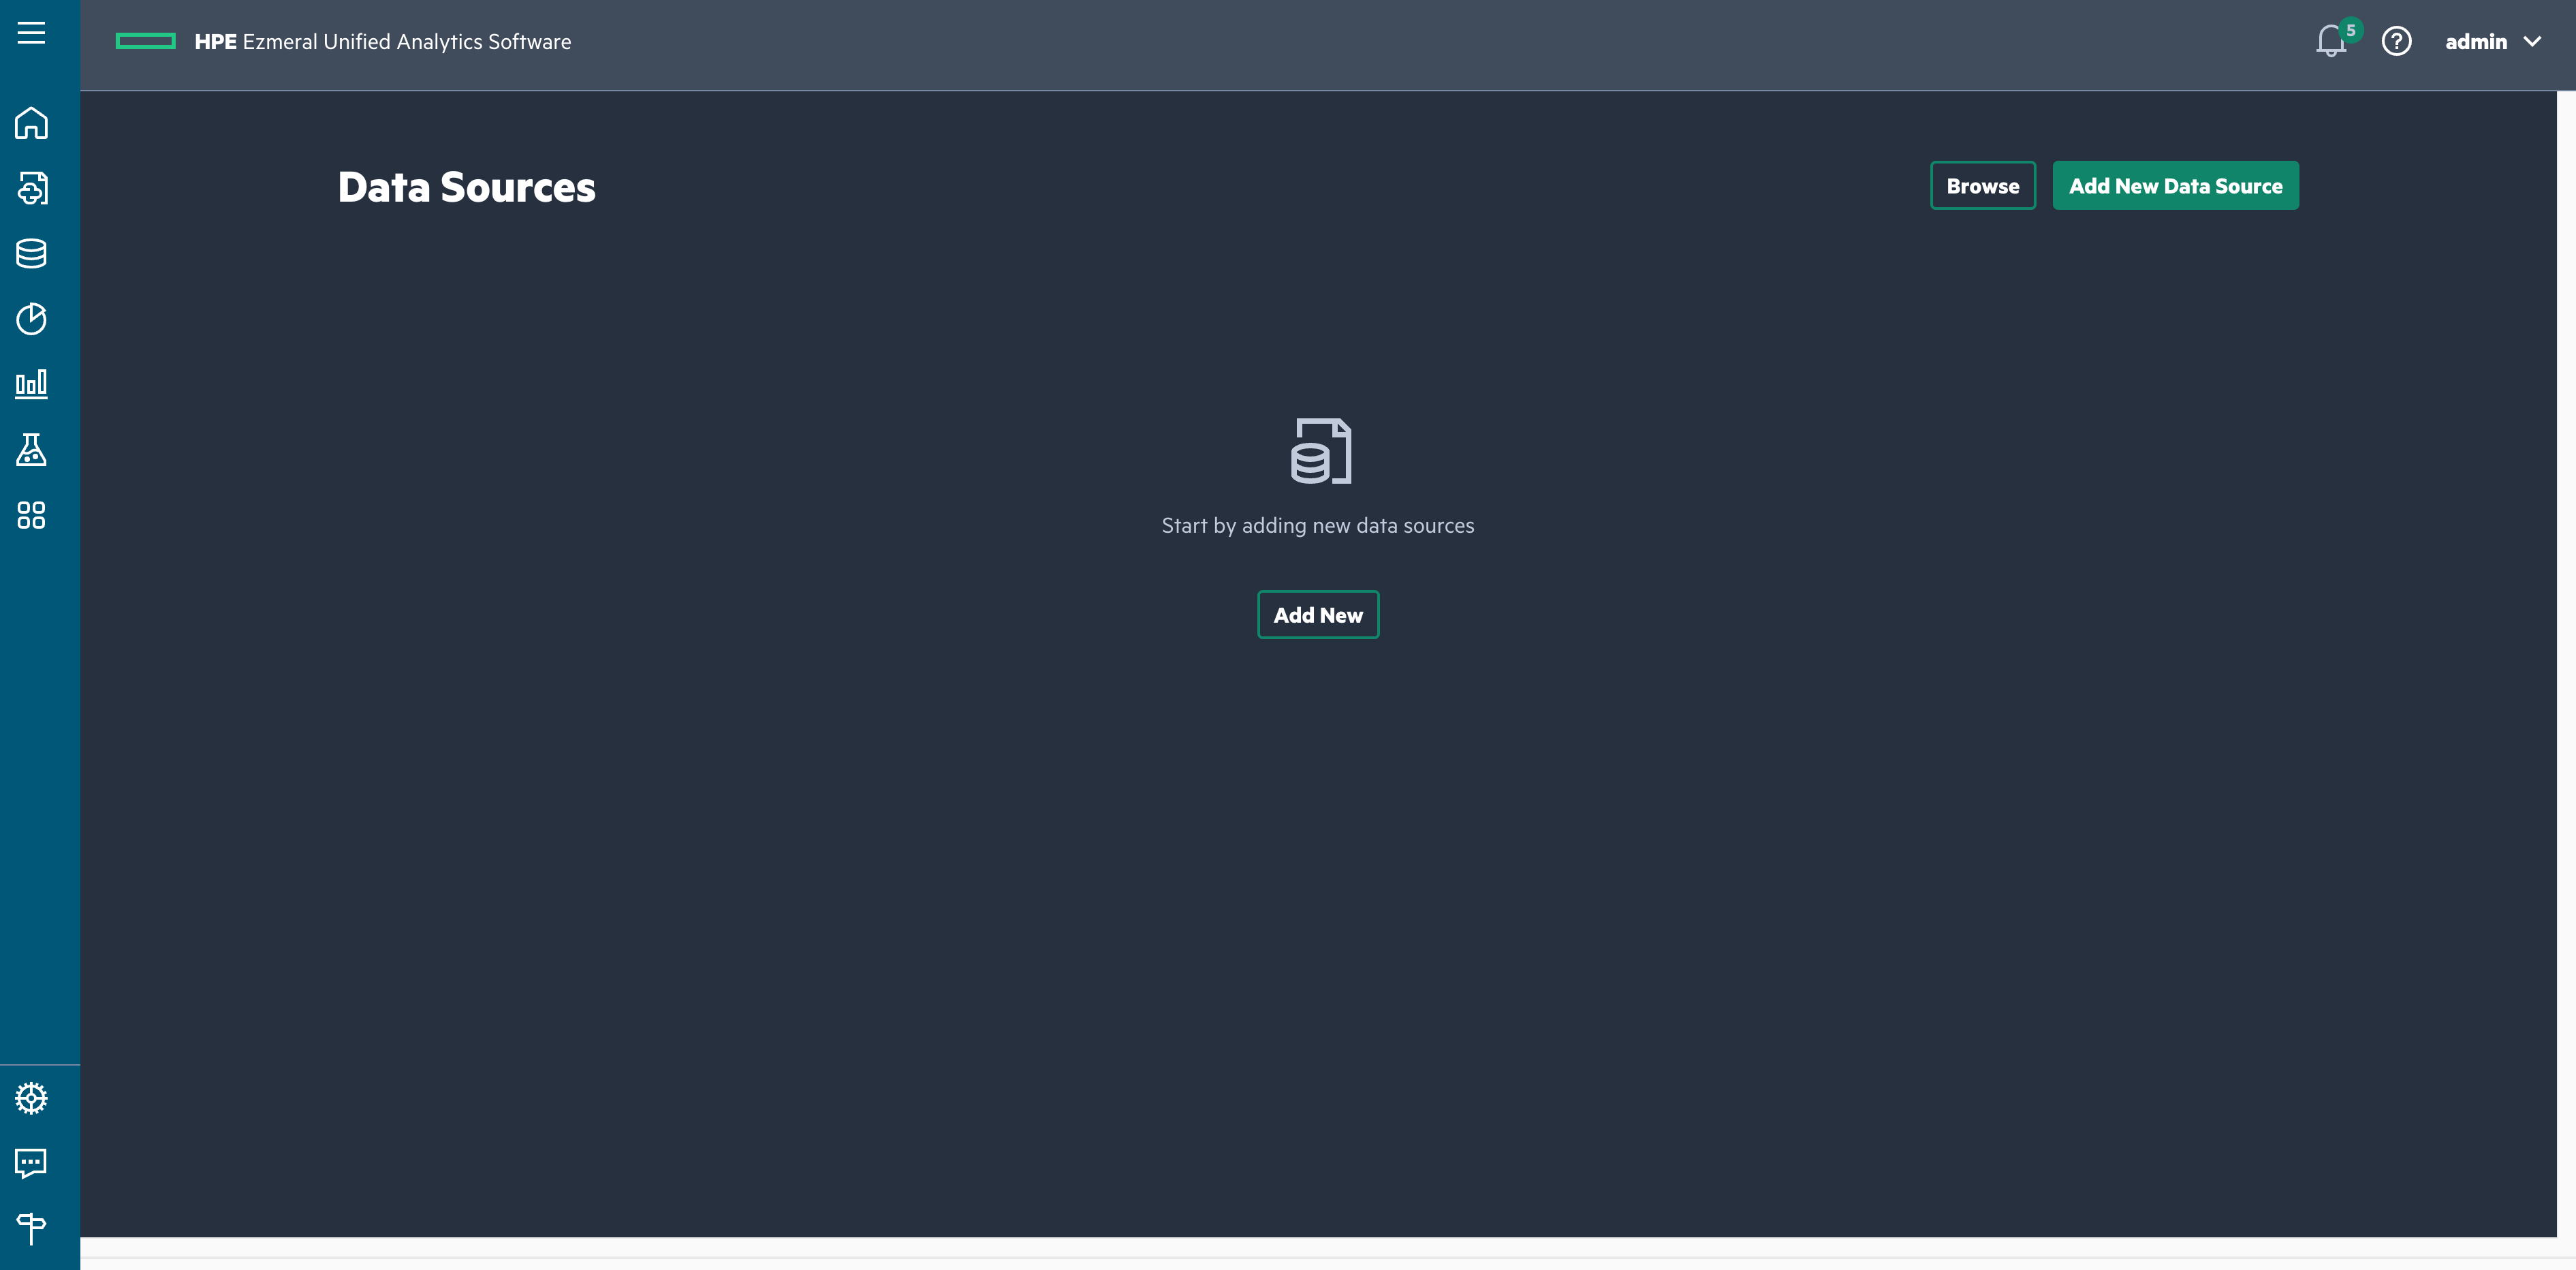 HPE Ezmeral Unified Analytics Software
5
?
admin
Data Sources
Browse
Add New Data Source
Start by adding new data sources
Add New